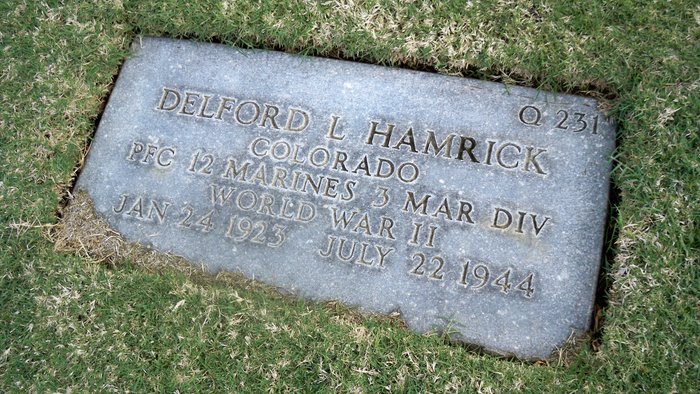 Q 231
DELFORD L HAMRICK
COLORADO
PFC 12 MARINES 3 MAR DIV
WORLD WAR II
JAN 24 1923 JULY 22 1944